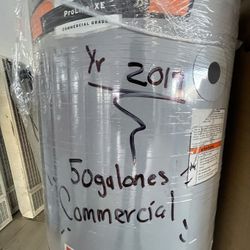 ProLine XE
COMMERCIAL GRADE
Yr 2017
50galones
Commercial